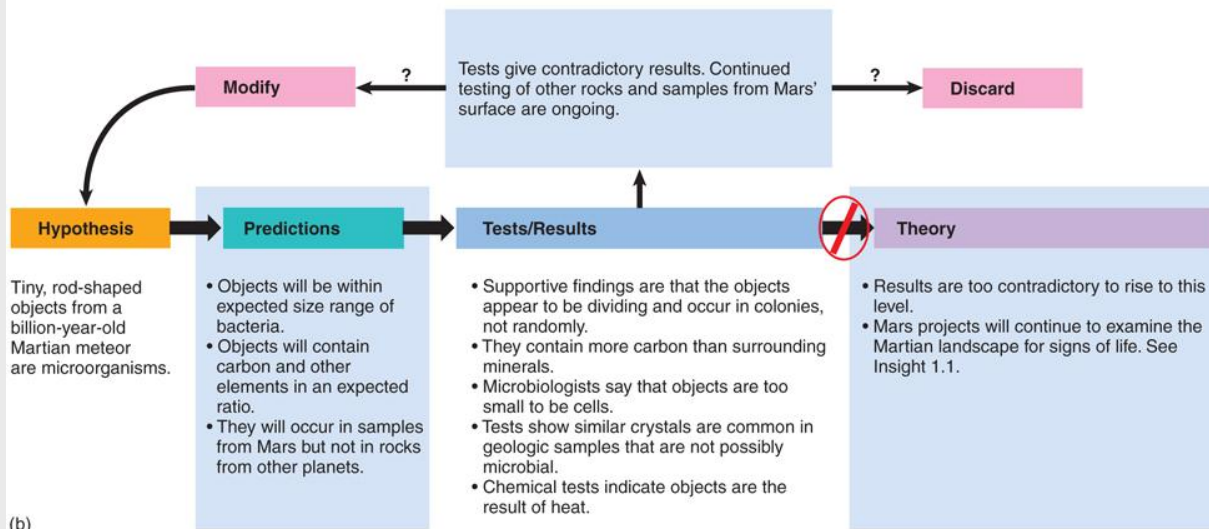 Tests give contradictory results. Continued
testing of other rocks and samples from Mars'
surface are ongoing.
?
?
Modify
Discard
Hypothesis
Predictions
Tests/Results
Theory
Tiny, rod-shaped
objects from a
billion-year-old
Martian meteor
are microorganisms.
• Objects will be within
expected size range of
bacteria.
• Objects will contain
carbon and other
elements in an expected
ratio.
• They will occur in samples
from Mars but not in rocks
from other planets.
• Supportive findings are that the objects
appear to be dividing and occur in colonies,
not randomly.
• They contain more carbon than surrounding
minerals.
• Microbiologists say that objects are too
small to be cells.
• Tests show similar crystals are common in
geologic samples that are not possibly
microbial.
• Chemical tests indicate objects are the
result of heat.
• Results are too contradictory to rise to this
level.
• Mars projects will continue to examine the
Martian landscape for signs of life. See
Insight 1.1.
(b)